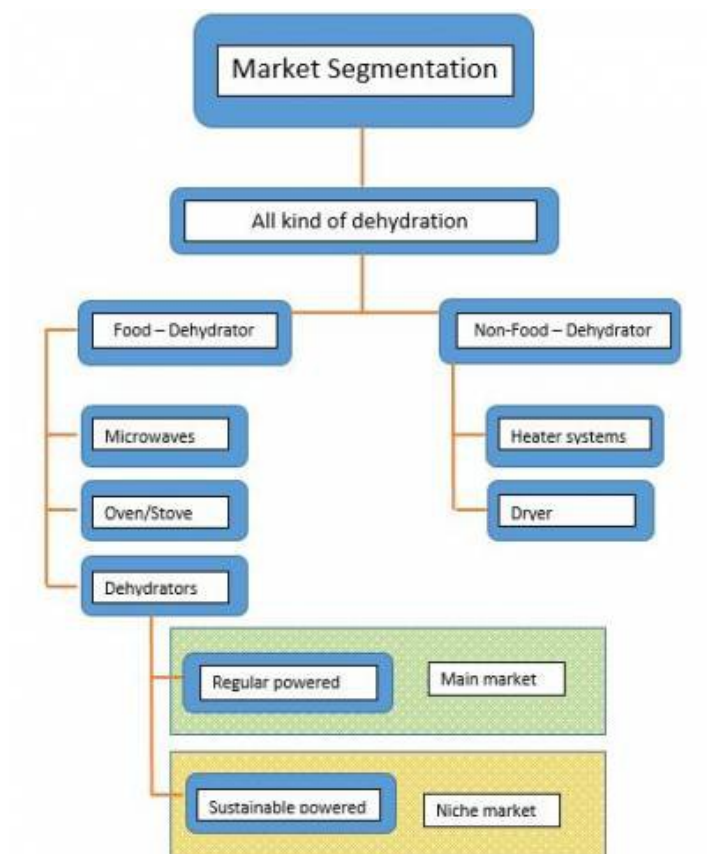 Market Segmentation
All kind of dehydration
Food – Dehydrator
Non-Food – Dehydrator
Microwaves
Heater systems
Oven/Stove
Dryer
Dehydrators
Regular powered
Main market
Sustainable powered
Niche market